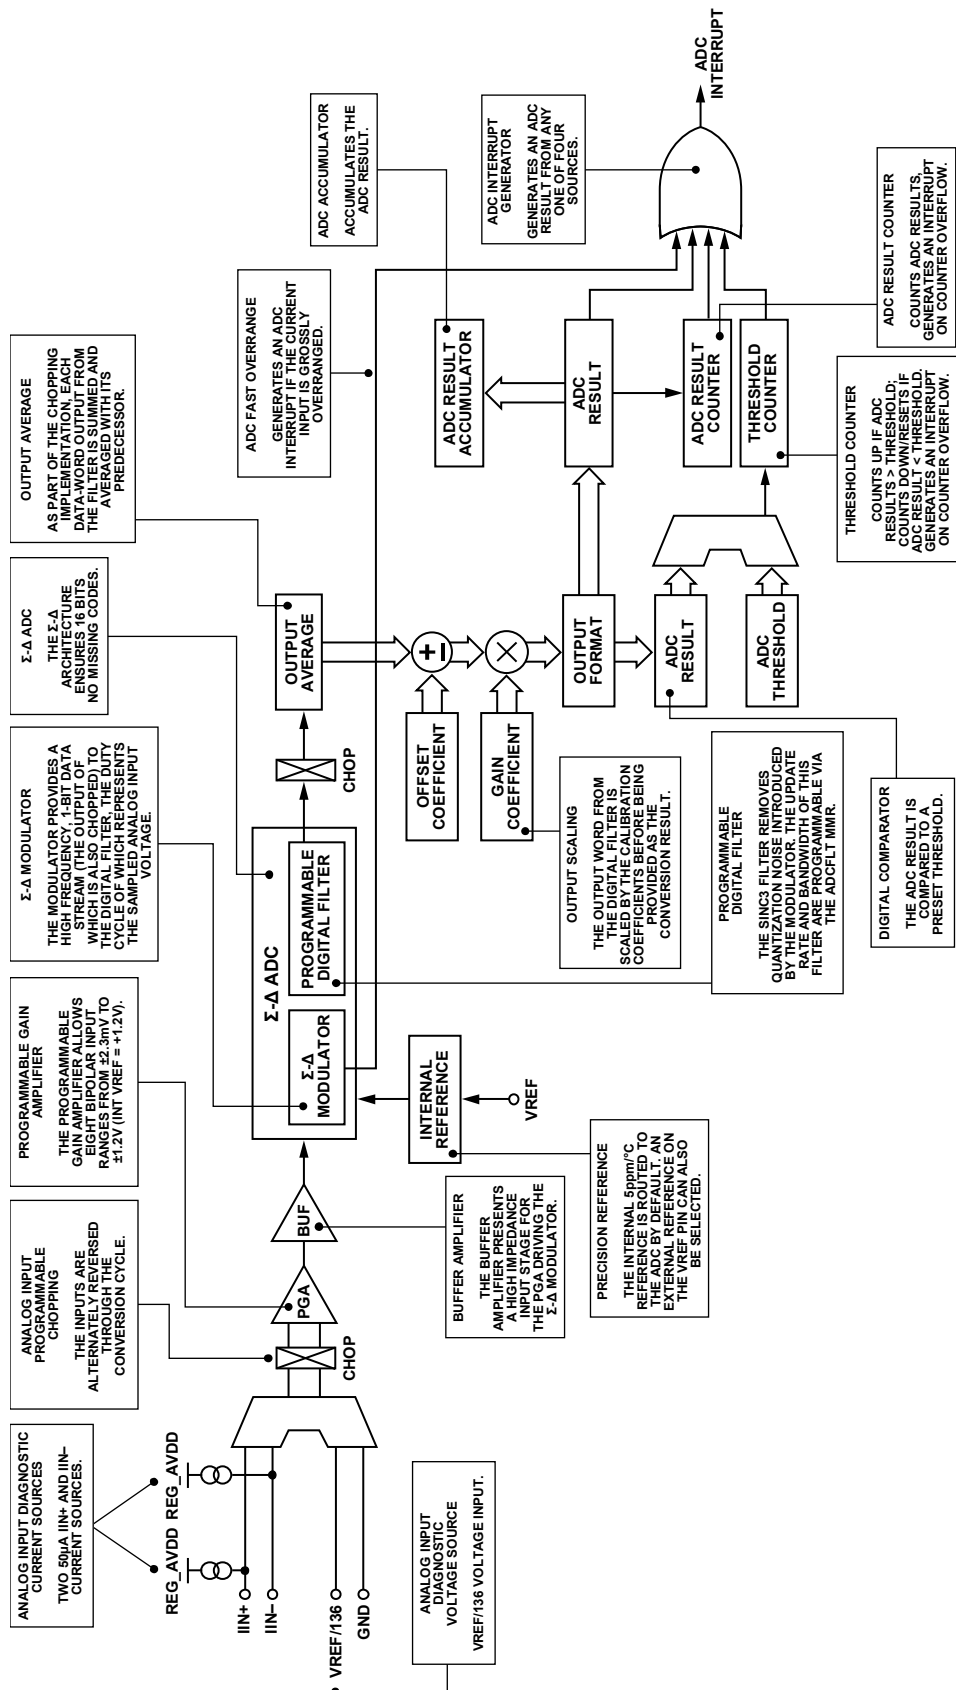 ANALOG INPUT DIAGNOSTIC
CURRENT SOURCES
TWO 50µA IIN+ AND IIN–
CURRENT SOURCES.
ANALOG INPUT
PROGRAMMABLE
CHOPPING
THE INPUTS ARE
ALTERNATELY REVERSED
THROUGH THE
CONVERSION CYCLE.
PROGRAMMABLE GAIN
AMPLIFIER
THE PROGRAMMABLE
GAIN AMPLIFIER ALLOWS
EIGHT BIPOLAR INPUT
RANGES FROM ±2.3mV TO
±1.2V (INT VREF = +1.2V).
Σ-Δ MODULATOR
THE MODULATOR PROVIDES A
HIGH FREQUENCY, 1-BIT DATA
STREAM (THE OUTPUT OF
WHICH IS ALSO CHOPPED) TO
THE DIGITAL FILTER, THE DUTY
CYCLE OF WHICH REPRESENTS
THE SAMPLED ANALOG INPUT
VOLTAGE.
Σ-Δ ADC
THE Σ-Δ
ARCHITECTURE
ENSURES 16 BITS
NO MISSING CODES.
OUTPUT AVERAGE
AS PART OF THE CHOPPING
IMPLEMENTATION, EACH
DATA-WORD OUTPUT FROM
THE FILTER IS SUMMED AND
AVERAGED WITH ITS
PREDECESSOR.
ADC FAST OVERRANGE
GENERATES AN ADC
INTERRUPT IF THE CURRENT
INPUT IS GROSSLY
OVERRANGED.
ADC ACCUMULATOR
ACCUMULATES THE
ADC RESULT.
ADC INTERRUPT
GENERATOR
GENERATES AN ADC
RESULT FROM ANY
ONE OF FOUR
SOURCES.
REG_AVDD
REG_AVDD
IIN+
IIN–
VREF/136
GND
CHOP
PGA
BUF
Σ-Δ ADC
Σ-Δ
MODULATOR
PROGRAMMABLE
DIGITAL FILTER
CHOP
OUTPUT
AVERAGE
INTERNAL
REFERENCE
VREF
OFFSET
COEFFICIENT
+–
GAIN
COEFFICIENT
×
OUTPUT
FORMAT
ADC RESULT
ACCUMULATOR
ADC
RESULT
ADC RESULT
COUNTER
THRESHOLD
COUNTER
ADC
RESULT
ADC
THRESHOLD
ADC
INTERRUPT
ANALOG INPUT
DIAGNOSTIC
VOLTAGE SOURCE
VREF/136 VOLTAGE INPUT.
BUFFER AMPLIFIER
THE BUFFER
AMPLIFIER PRESENTS
A HIGH IMPEDANCE
INPUT STAGE FOR
THE PGA DRIVING THE
Σ-Δ MODULATOR.
PRECISION REFERENCE
THE INTERNAL 5ppm/°C
REFERENCE IS ROUTED TO
THE ADC BY DEFAULT. AN
EXTERNAL REFERENCE ON
THE VREF PIN CAN ALSO
BE SELECTED.
OUTPUT SCALING
THE OUTPUT WORD FROM
THE DIGITAL FILTER IS
SCALED BY THE CALIBRATION
COEFFICIENTS BEFORE BEING
PROVIDED AS THE
CONVERSION RESULT.
PROGRAMMABLE
DIGITAL FILTER
THE SINC3 FILTER REMOVES
QUANTIZATION NOISE INTRODUCED
BY THE MODULATOR. THE UPDATE
RATE AND BANDWIDTH OF THIS
FILTER ARE PROGRAMMABLE VIA
THE ADCFLT MMR.
DIGITAL COMPARATOR
THE ADC RESULT IS
COMPARED TO A
PRESET THRESHOLD.
THRESHOLD COUNTER
COUNTS UP IF ADC
RESULTS > THRESHOLD;
COUNTS DOWN/RESETS IF
ADC RESULT < THRESHOLD.
GENERATES AN INTERRUPT
ON COUNTER OVERFLOW.
ADC RESULT COUNTER
COUNTS ADC RESULTS,
GENERATES AN INTERRUPT
ON COUNTER OVERFLOW.